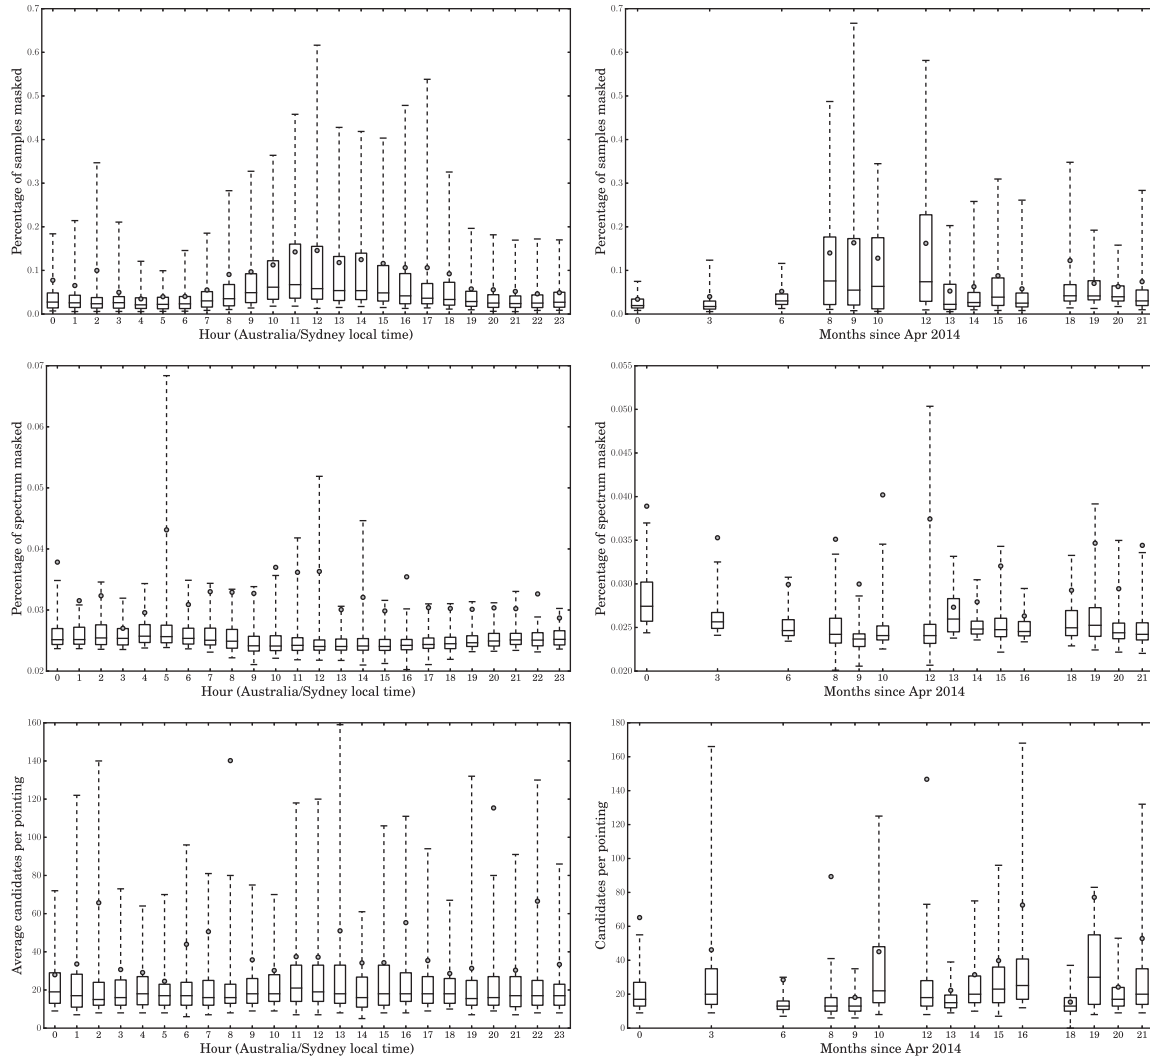 0.7
0.6
0.5
0.4
0.3
0.2
0.1
0.0
Percentage of samples masked
0 1 2 3 4 5 6 7 8 9 10 11 12 13 14 15 16 17 18 19 20 21 22 23
Hour (Australia/Sydney local time)
0.7
0.6
0.5
0.4
0.3
0.2
0.1
0.0
Percentage of samples masked
0 3 6 8 9 10 12 13 14 15 16 18 19 20 21
Months since Apr 2014
0.07
0.06
0.05
0.04
0.03
0.02
Percentage of spectrum masked
0 1 2 3 4 5 6 7 8 9 10 11 12 13 14 15 16 17 18 19 20 21 22 23
Hour (Australia/Sydney local time)
0.055
0.050
0.045
0.040
0.035
0.030
0.025
0.020
Percentage of spectrum masked
0 3 6 8 9 10 12 13 14 15 16 18 19 20 21
Months since Apr 2014
160
140
120
100
80
60
40
20
0
Average candidates per pointing
0 1 2 3 4 5 6 7 8 9 10 11 12 13 14 15 16 17 18 19 20 21 22 23
Hour (Australia/Sydney local time)
180
160
140
120
100
80
60
40
20
0
Candidates per pointing
0 3 6 8 9 10 12 13 14 15 16 18 19 20 21
Months since Apr 2014